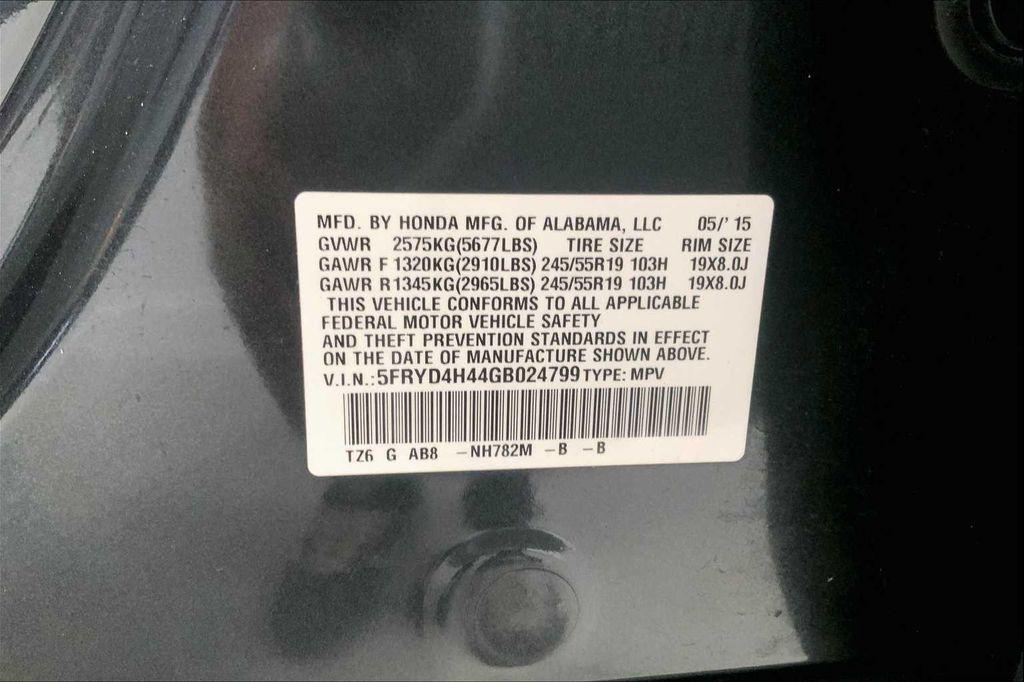 MFD. BY HONDA MFG. OF ALABAMA, LLC 05/' 15
GVWR 2575KG(5677LBS) TIRE SIZE RIM SIZE
GAWR F 1320KG(2910LBS) 245/55R19 103H 19X8.0J
GAWR R1345KG(2965LBS) 245/55R19 103H 19X8.0J
THIS VEHICLE CONFORMS TO ALL APPLICABLE
FEDERAL MOTOR VEHICLE SAFETY
AND THEFT PREVENTION STANDARDS IN EFFECT
ON THE DATE OF MANUFACTURE SHOWN ABOVE.
V.I.N.:5FRYD4H44GB024799 TYPE: MPV
TZ6 G AB8 -NH782M -B -B